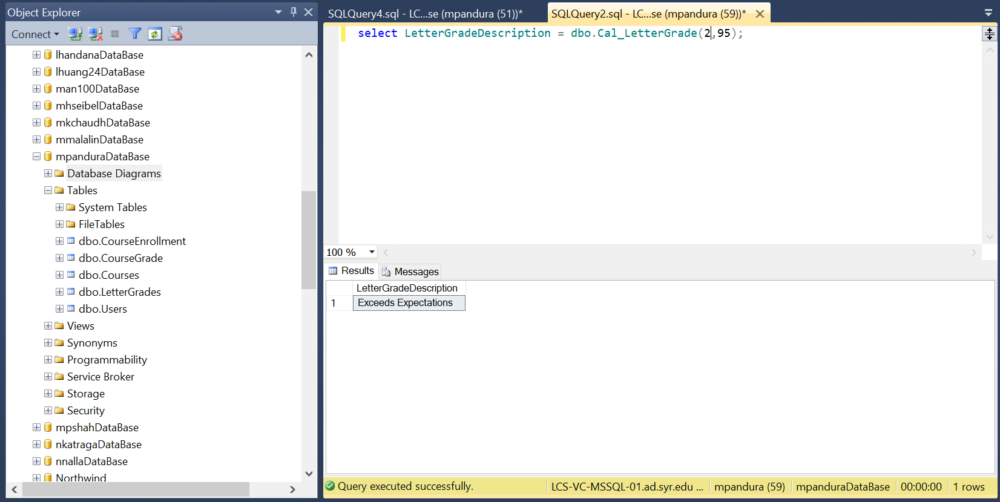 Object Explorer
Connect
lhandanaDataBase
lhuang24DataBase
man100DataBase
mhseibelDataBase
mkchaudhDataBase
mmalalinDataBase
mpanduraDataBase
Database Diagrams
Tables
System Tables
FileTables
dbo.CourseEnrollment
dbo.CourseGrade
dbo.Courses
dbo.LetterGrades
dbo.Users
Views
Synonyms
Programmability
Service Broker
Storage
Security
mpshahDataBase
nkatragaDataBase
nnallaDataBase
Northwind
SQLQuery4.sql - LC...se (mpandura (51))*
SQLQuery2.sql - LC...se (mpandura (59))*
select LetterGradeDescription = dbo.Cal_LetterGrade(2,95);
100 %
Results
Messages
LetterGradeDescription
1 Exceeds Expectations
Query executed successfully.
LCS-VC-MSSQL-01.ad.syr.edu ...
mpandura (59)
mpanduraDataBase
00:00:00
1 rows